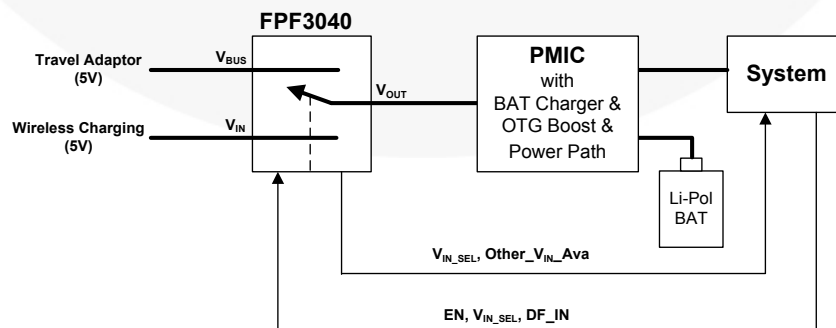 FPF3040
Travel Adaptor
(5V)
VBUS
Wireless Charging
(5V)
VIN
VOUT
PMIC
with
BAT Charger &
OTG Boost &
Power Path
System
Li-Pol
BAT
VIN_SEL, Other_VIN_Ava
EN, VIN_SEL, DF_IN